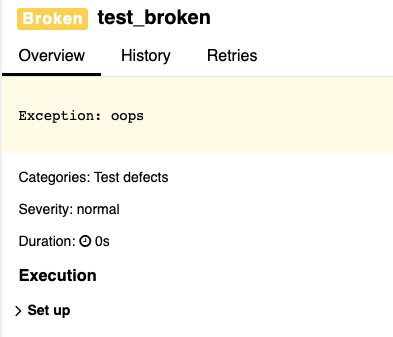 Broken test_broken
Overview History Retries
Exception: oops
Categories: Test defects
Severity: normal
Duration: 0s
Execution
Set up